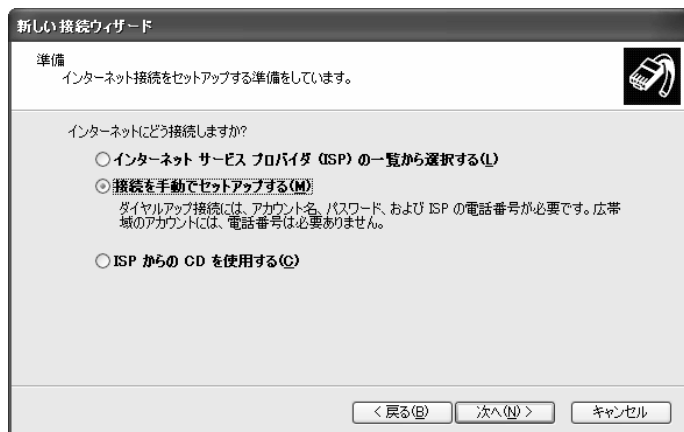 新しい接続ウィザード
準備
インターネット接続をセットアップする準備をしています。
インターネットにどう接続しますか?
インターネット サービス プロバイダ (ISP) の一覧から選択する(L)
接続を手動でセットアップする(M)
ダイヤルアップ接続には、アカウント名、パスワード、および ISP の電話番号が必要です。広帯
域のアカウントには、電話番号は必要ありません。
ISP からの CD を使用する(C)
< 戻る(B) 次へ(N) > キャンセル